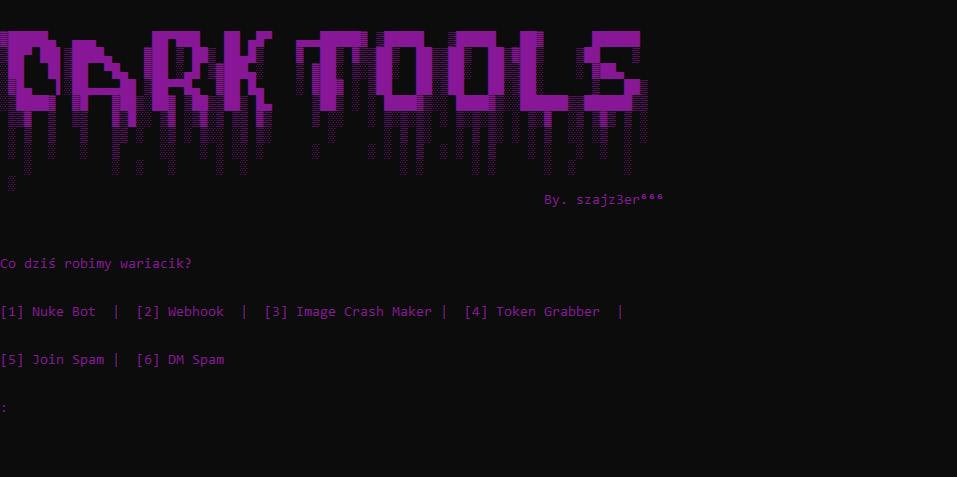 DARK TOOLS
By. szajz3er⁶⁶⁶
Co dziś robimy wariacik?
[1] Nuke Bot | [2] Webhook | [3] Image Crash Maker | [4] Token Grabber |
[5] Join Spam | [6] DM Spam
: